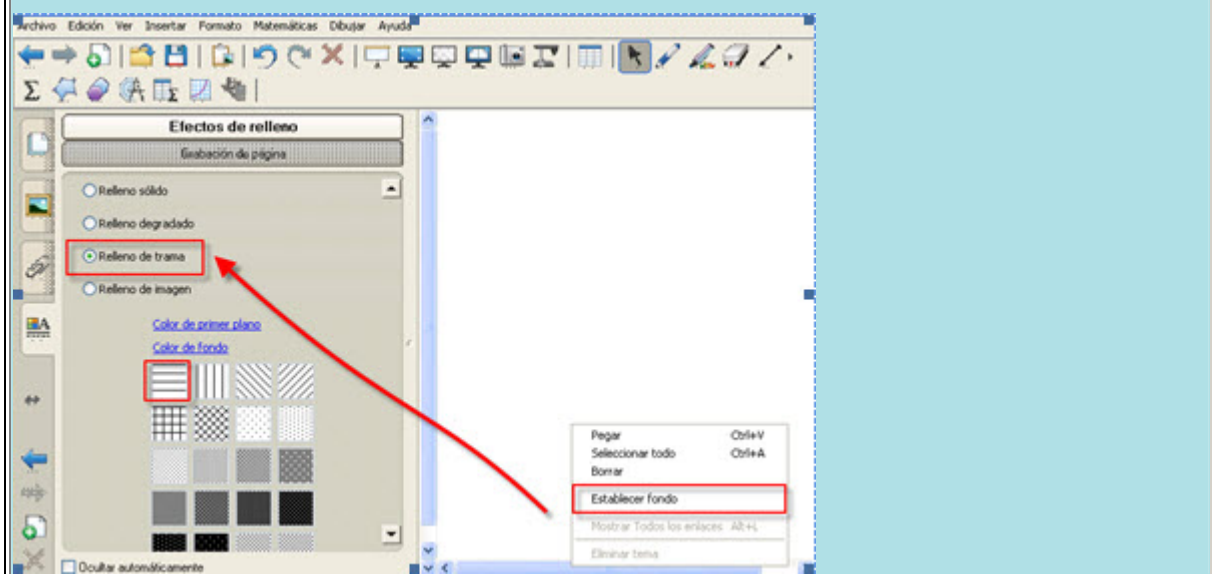 Archivo Edición Ver Insertar Formato Matemáticas Dibujar Ayuda
Efectos de relleno
Grabación de página
Relleno sólido
Relleno degradado
Relleno de trama
Relleno de imagen
Color de primer plano
Color de fondo
Pegar Ctrl+V
Seleccionar todo Ctrl+A
Borrar
Establecer fondo
Mostrar Todos los enlaces Alt+L
Eliminar tema
Ocultar automáticamente